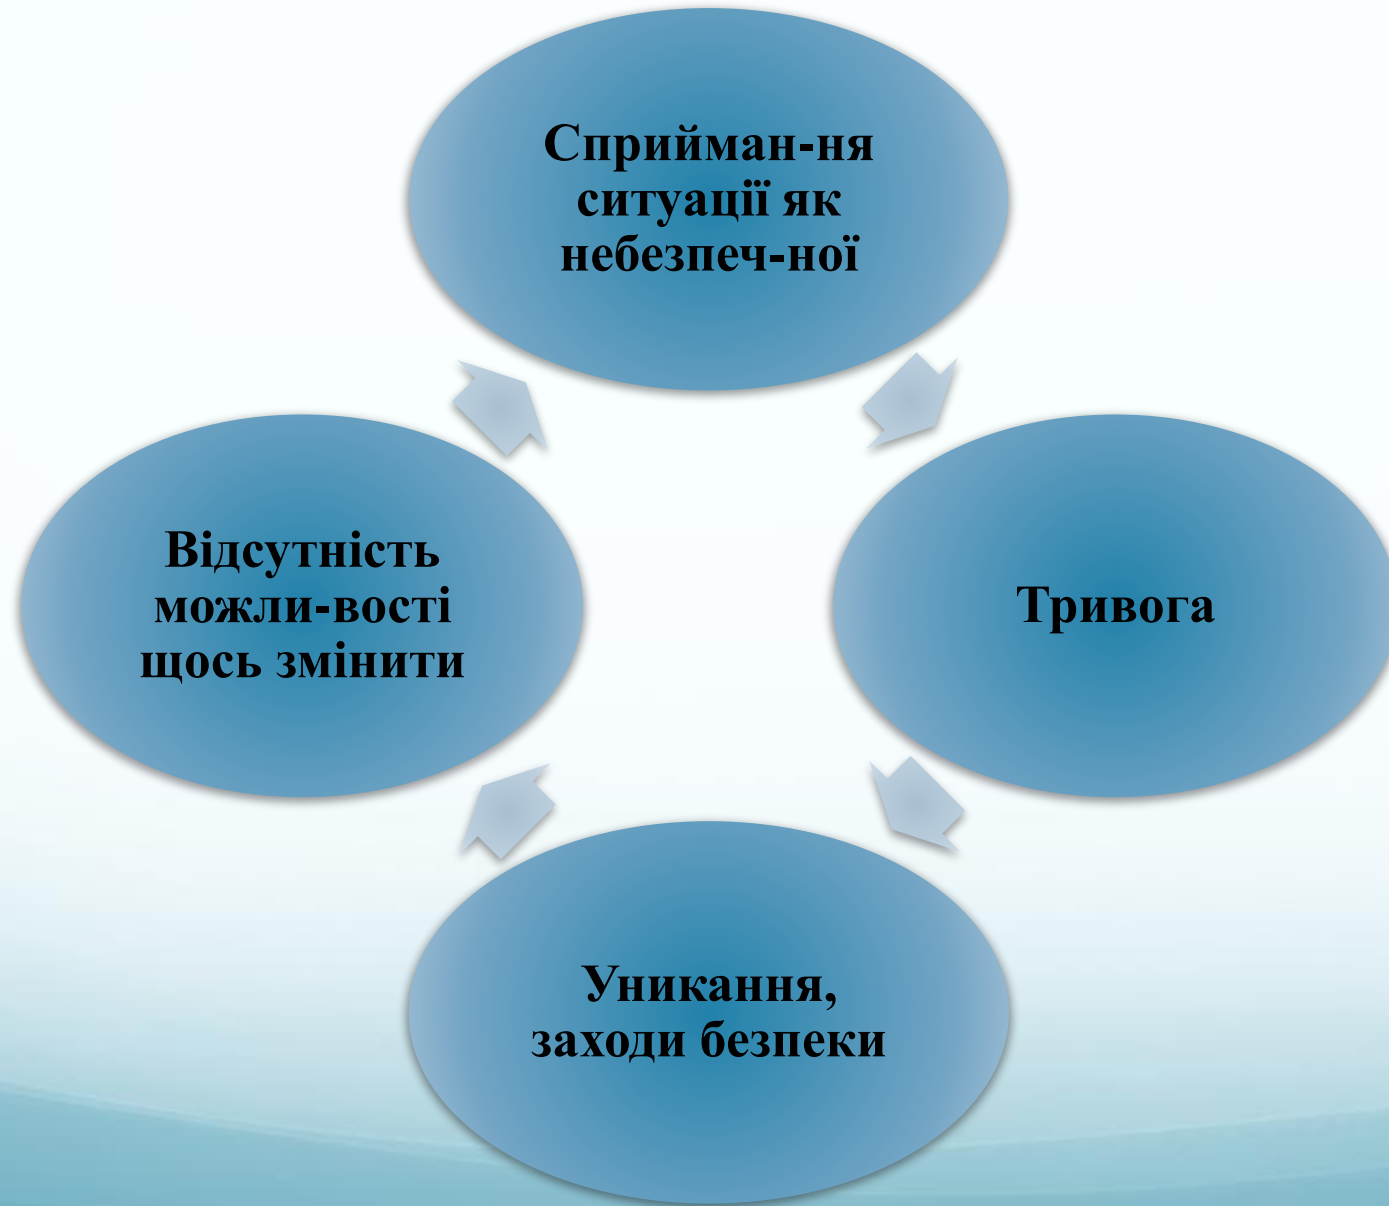 Сприйман-ня
ситуації як
небезпеч-ної
Тривога
Уникання,
заходи безпеки
Відсутність
можли-вості
щось змінити